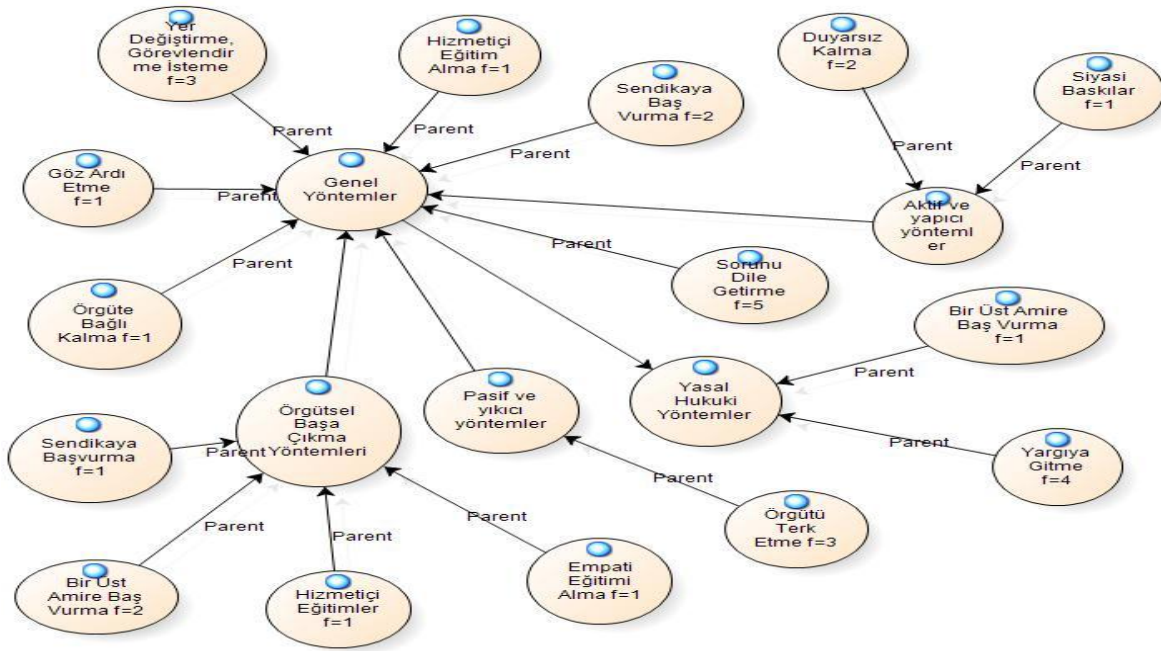 Yer
Değiştirme,
Görevlendir
me İsteme
f=3
Hizmetiçi
Eğitim
Alma f=1
Sendikaya
Baş
Vurma f=2
Duyarsız
Kalma
f=2
Siyasi
Baskılar
f=1
Parent
Parent
Parent
Parent
Parent
Göz Ardı
Etme
f=1
Parent
Genel
Yöntemler
Aktif ve
yapıcı
yönteml
er
Parent
Örgüte
Bağlı
Kalma f=1
Parent
Sorunu
Dile
Getirme
f=5
Bir Üst Amire
Baş Vurma
f=1
Parent
Örgütsel
Başa
Çıkma
Yöntemleri
Pasif ve
yıkıcı
yöntemler
Yasal
Hukuki
Yöntemler
Sendikaya
Başvurma
f=1
Parent
Parent
Yargıya
Gitme
f=4
Parent
Örgütü
Terk
Etme f=3
Parent
Parent
Parent
Bir Üst
Amire Baş
Vurma f=2
Hizmetiçi
Eğitimler
f=1
Empati
Eğitimi
Alma f=1